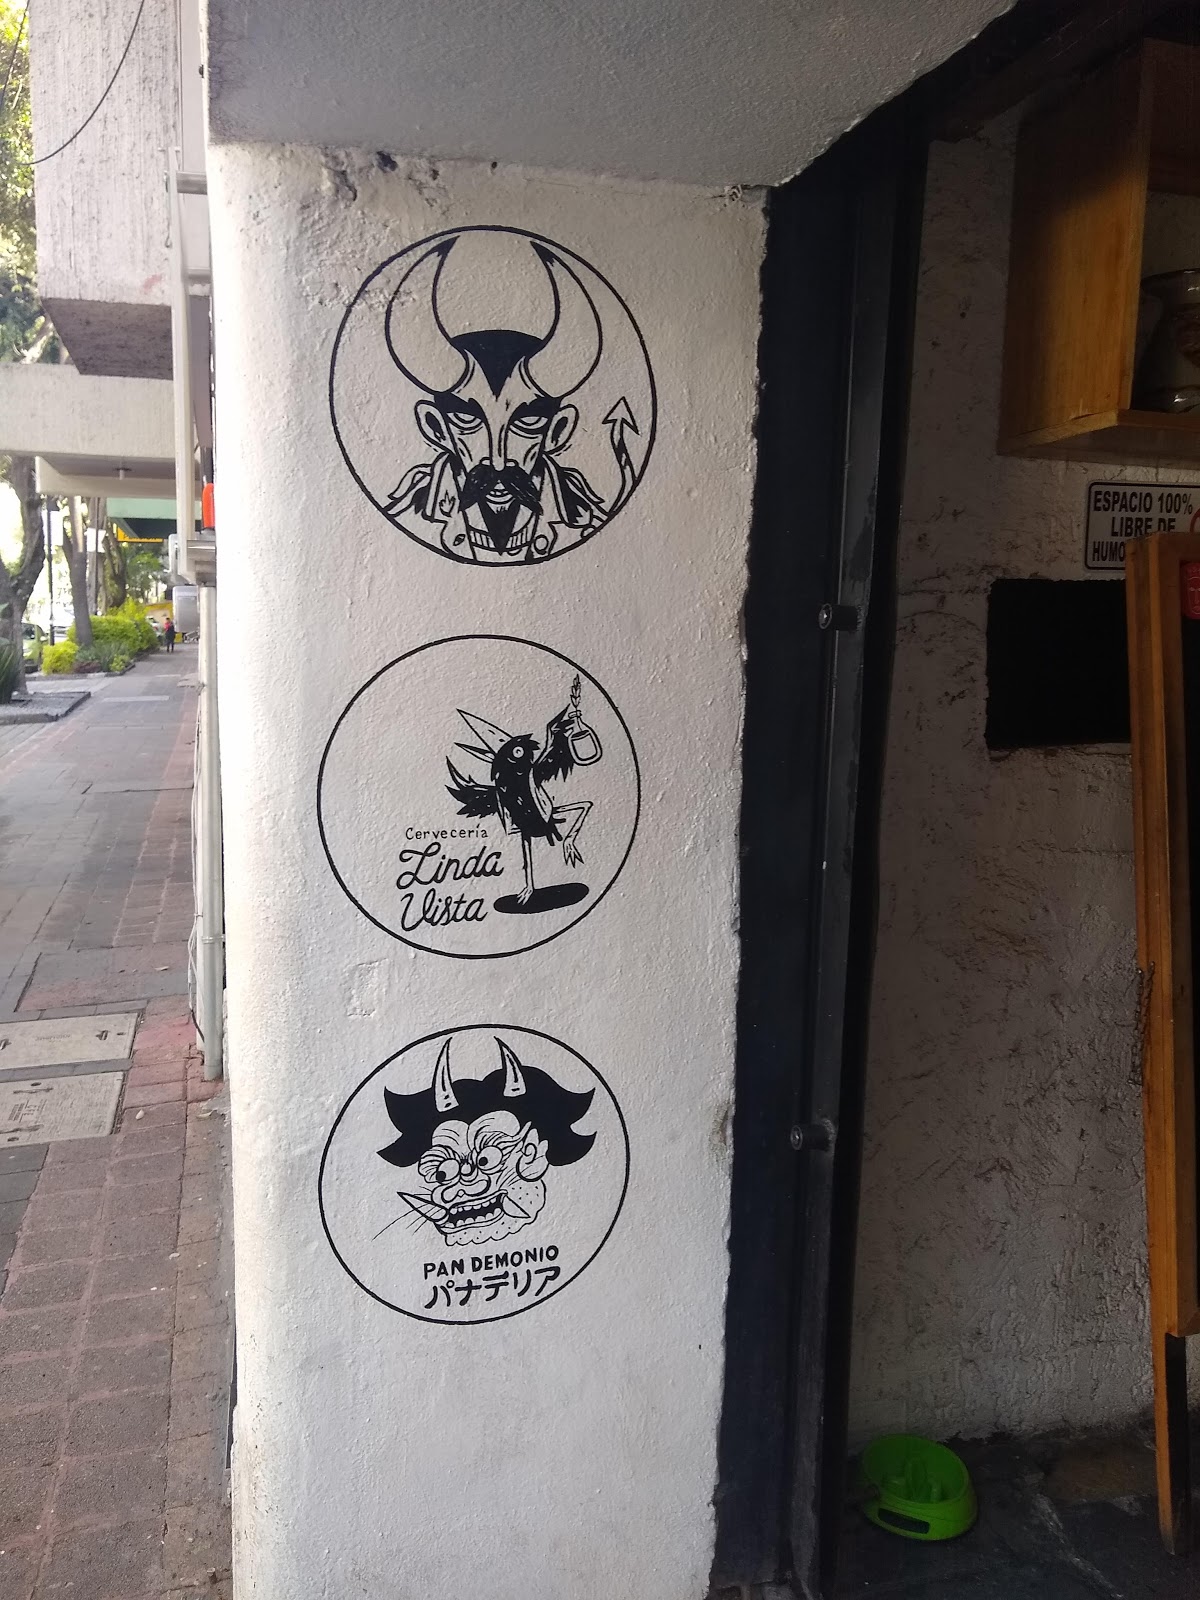 Cervecería
Linda
Vista
PAN DEMONIO
パナデリア
ESPACIO 100%
LIBRE DE